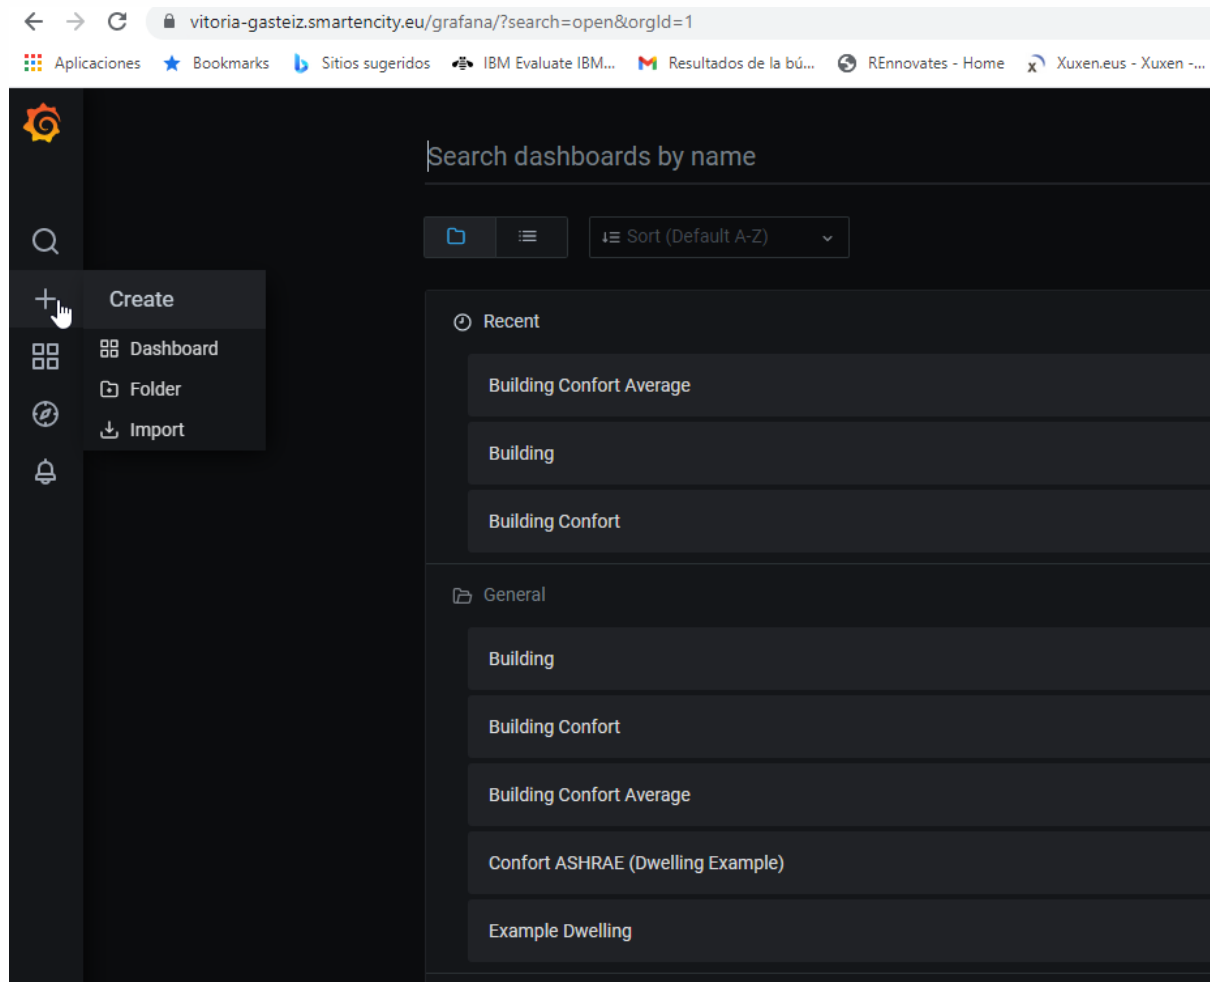 vitoria-gasteiz.smartencity.eu/grafana/?search=open&orgId=1
Aplicaciones Bookmarks Sitios sugeridos IBM Evaluate IBM... Resultados de la bú... REnnovates - Home Xuxen.eus - Xuxen -...
Search dashboards by name
Sort (Default A-Z)
Create
Dashboard
Folder
Import
Recent
Building Confort Average
Building
Building Confort
General
Building
Building Confort
Building Confort Average
Confort ASHRAE (Dwelling Example)
Example Dwelling